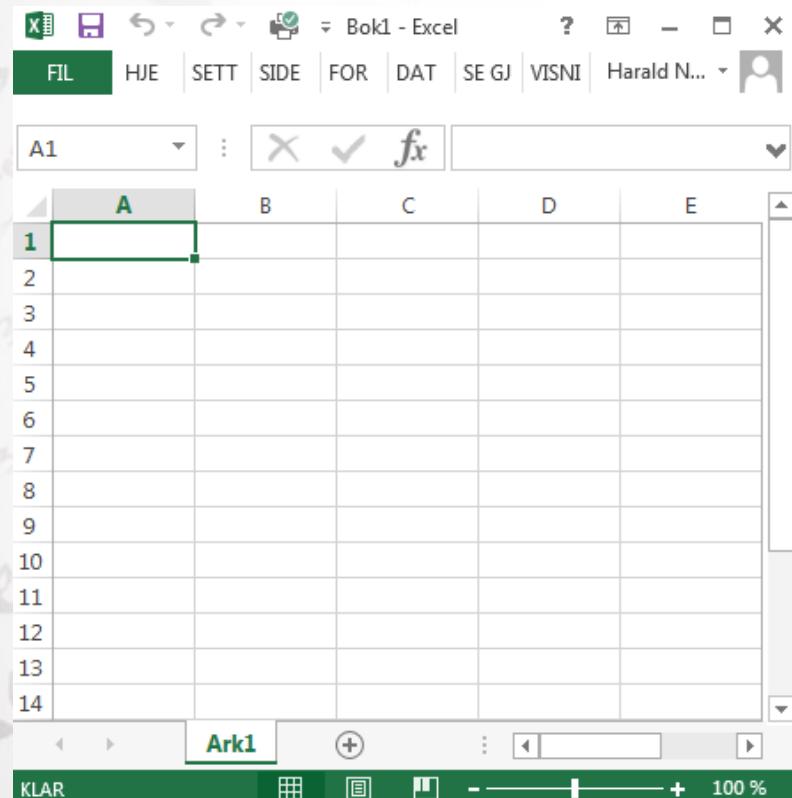 Bok1 - Excel ?
FIL HJE SETT SIDE FOR DAT SE GJ VISNI Harald N...
A1 fx
A B C D E
1
2
3
4
5
6
7
8
9
10
11
12
13
14
Ark1
KLAR 100 %